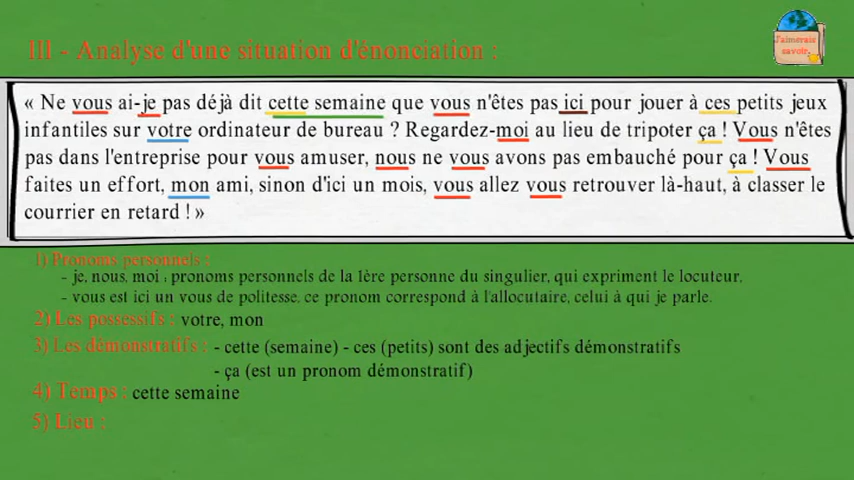 III - Analyse d'une situation d'énonciation :
J'aimerais
savoir.
« Ne vous ai-je pas déjà dit cette semaine que vous n'êtes pas ici pour jouer à ces petits jeux
infantiles sur votre ordinateur de bureau ? Regardez-moi au lieu de tripoter ça ! Vous n'êtes
pas dans l'entreprise pour vous amuser, nous ne vous avons pas embauché pour ça ! Vous
faites un effort, mon ami, sinon d'ici un mois, vous allez vous retrouver là-haut, à classer le
courrier en retard ! »
1) Pronoms personnels :
- je, nous, moi : pronoms personnels de la 1ère personne du singulier, qui expriment le locuteur.
- vous est ici un vous de politesse, ce pronom correspond à l'allocutaire, celui à qui je parle.
2) Les possessifs : votre, mon
3) Les démonstratifs : - cette (semaine) - ces (petits) sont des adjectifs démonstratifs
- ça (est un pronom démonstratif)
4) Temps : cette semaine
5) Lieu :